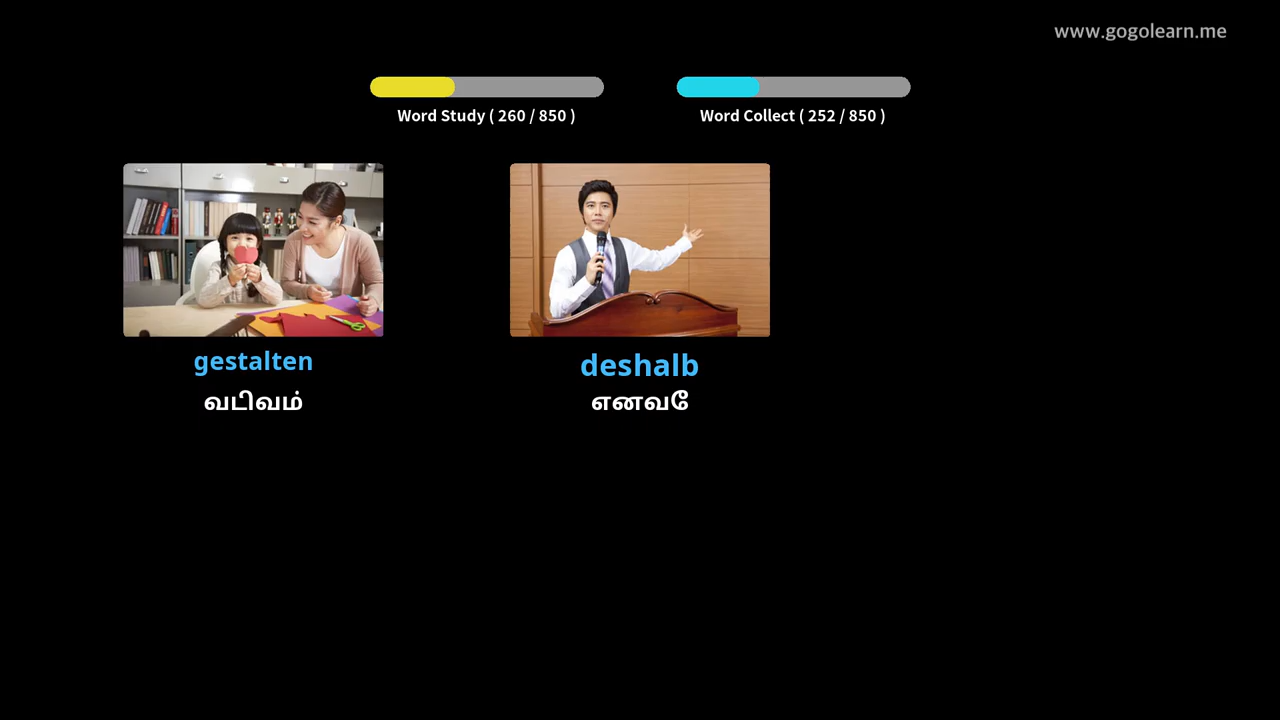 www.gogolearn.me
Word Study ( 260 / 850 )
Word Collect ( 252 / 850 )
gestalten
வடிவம்
deshalb
எனவே